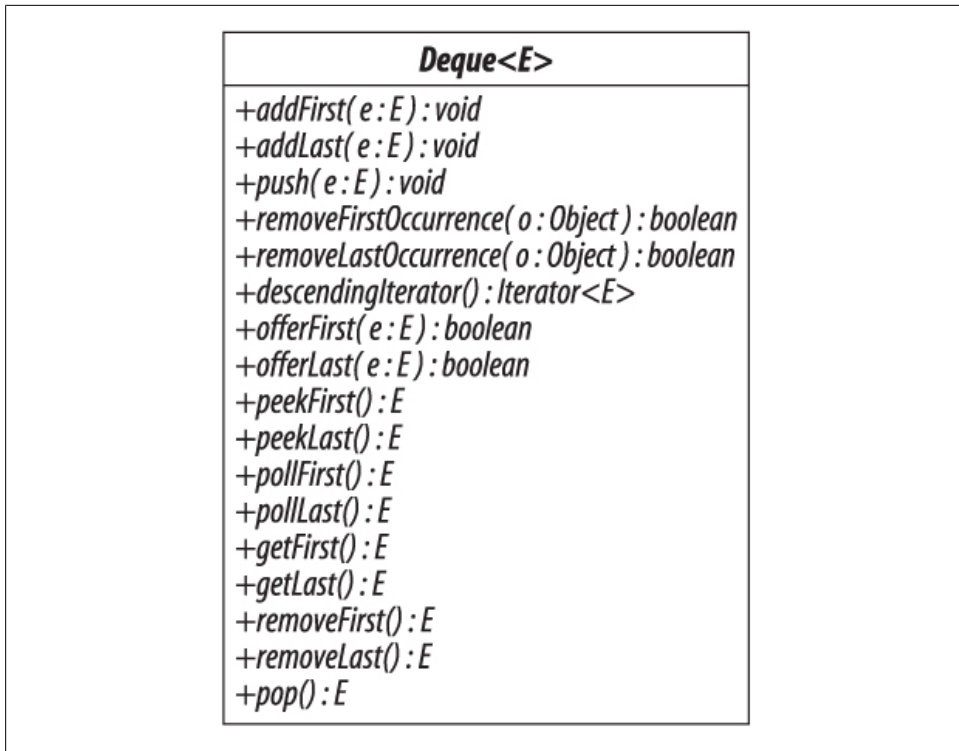 Deque<E>
+addFirst( e : E ) : void
+addLast( e : E ) : void
+push( e : E ) : void
+removeFirstOccurrence( o : Object ) : boolean
+removeLastOccurrence( o : Object ) : boolean
+descendingIterator() : Iterator<E>
+offerFirst( e : E ) : boolean
+offerLast( e : E ) : boolean
+peekFirst() : E
+peekLast() : E
+pollFirst() : E
+pollLast() : E
+getFirst() : E
+getLast() : E
+removeFirst() : E
+removeLast() : E
+pop() : E